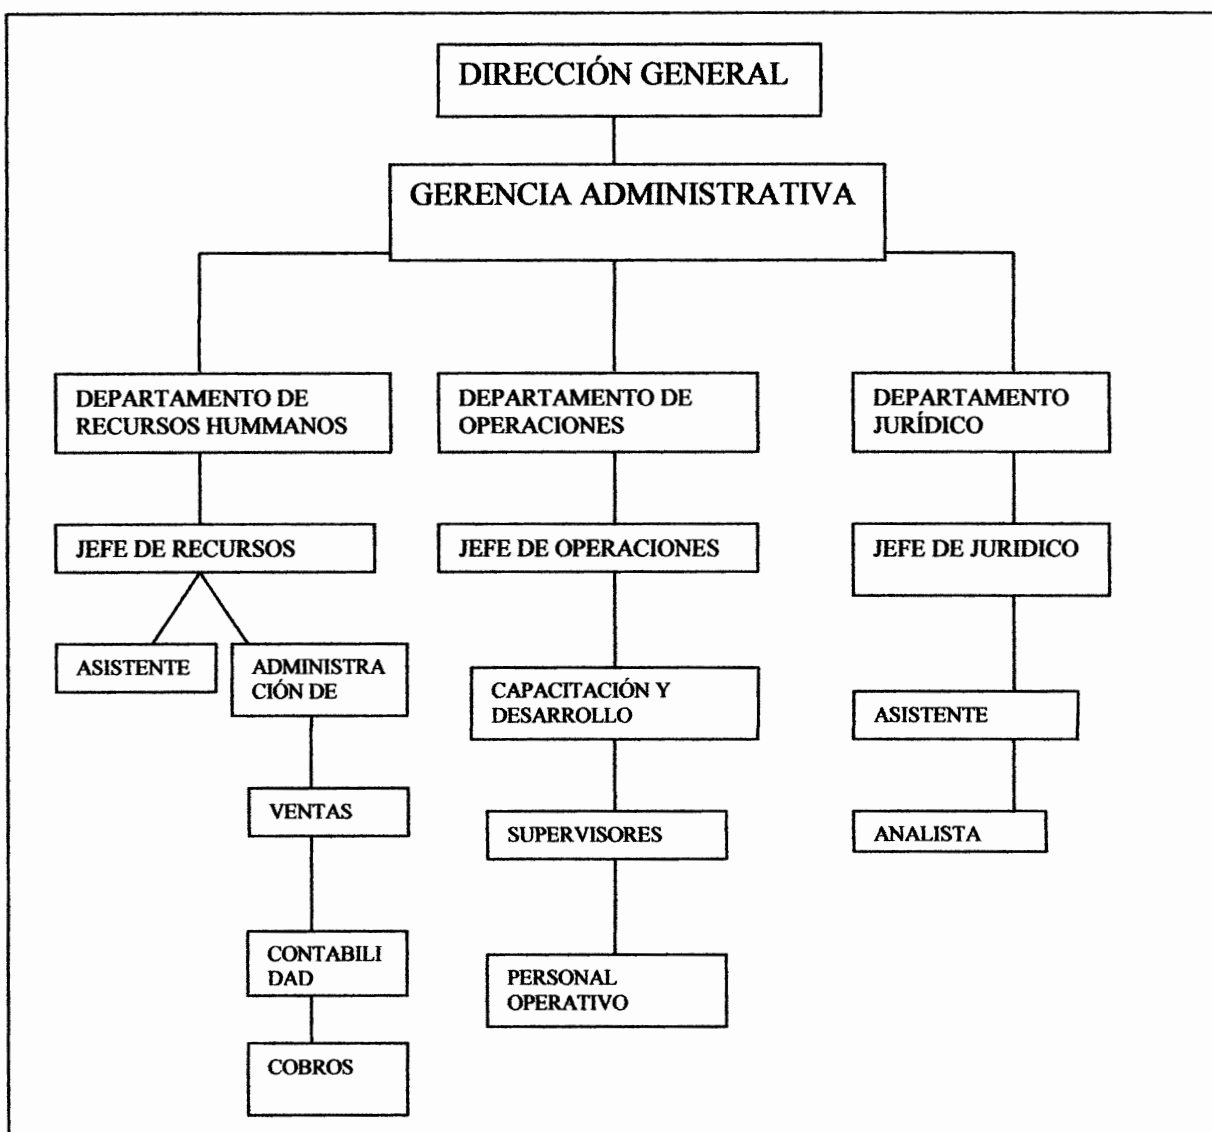 DIRECCIÓN GENERAL
GERENCIA ADMINISTRATIVA
DEPARTAMENTO DE
RECURSOS HUMMANOS
DEPARTAMENTO DE
OPERACIONES
DEPARTAMENTO
JURÍDICO
JEFE DE RECURSOS
JEFE DE OPERACIONES
JEFE DE JURIDICO
ASISTENTE
ADMINISTRA
CIÓN DE
CAPACITACIÓN Y
DESARROLLO
ASISTENTE
VENTAS
SUPERVISORES
ANALISTA
CONTABILI
DAD
PERSONAL
OPERATIVO
COBROS